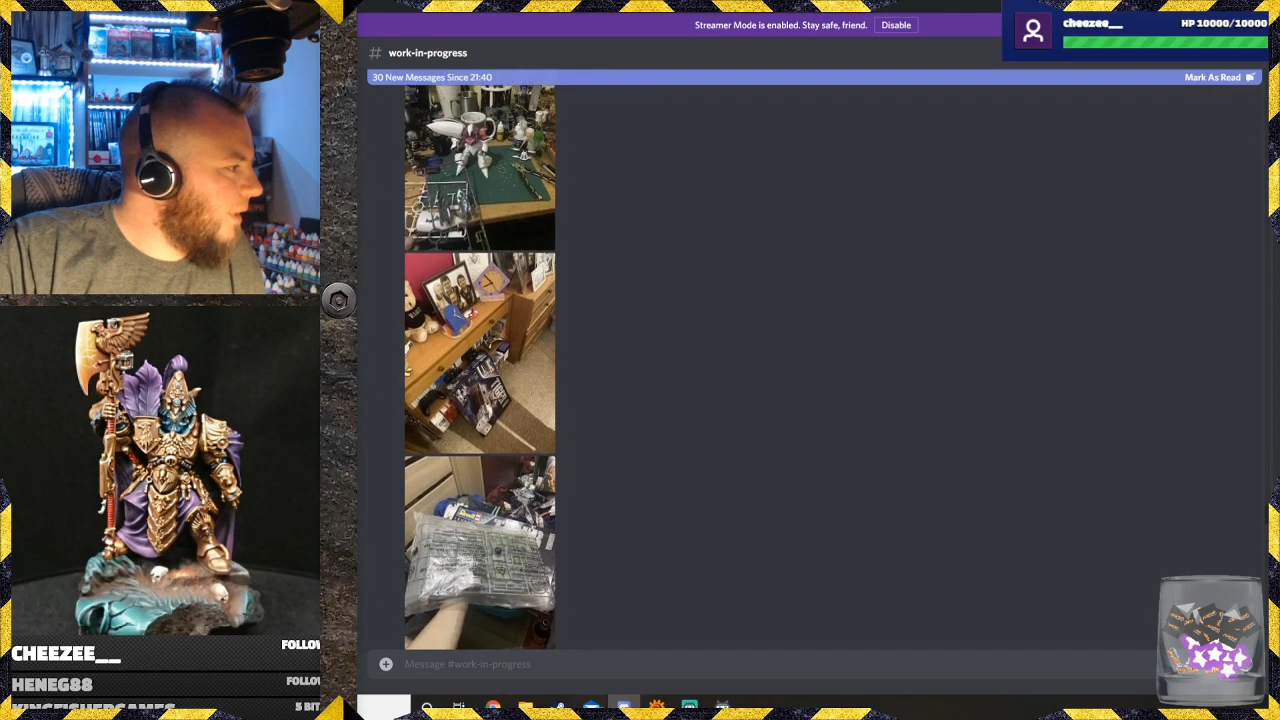 Streamer Mode is enabled. Stay safe, friend.
Disable
cheezee__
HP 10000/10000
# work-in-progress
30 New Messages Since 21:40
Mark As Read
Message #work-in-progress
CHEEZEE__
FOLLOW
HENEG88
FOLLOW
KINGFISHERGAMES
5 BIT